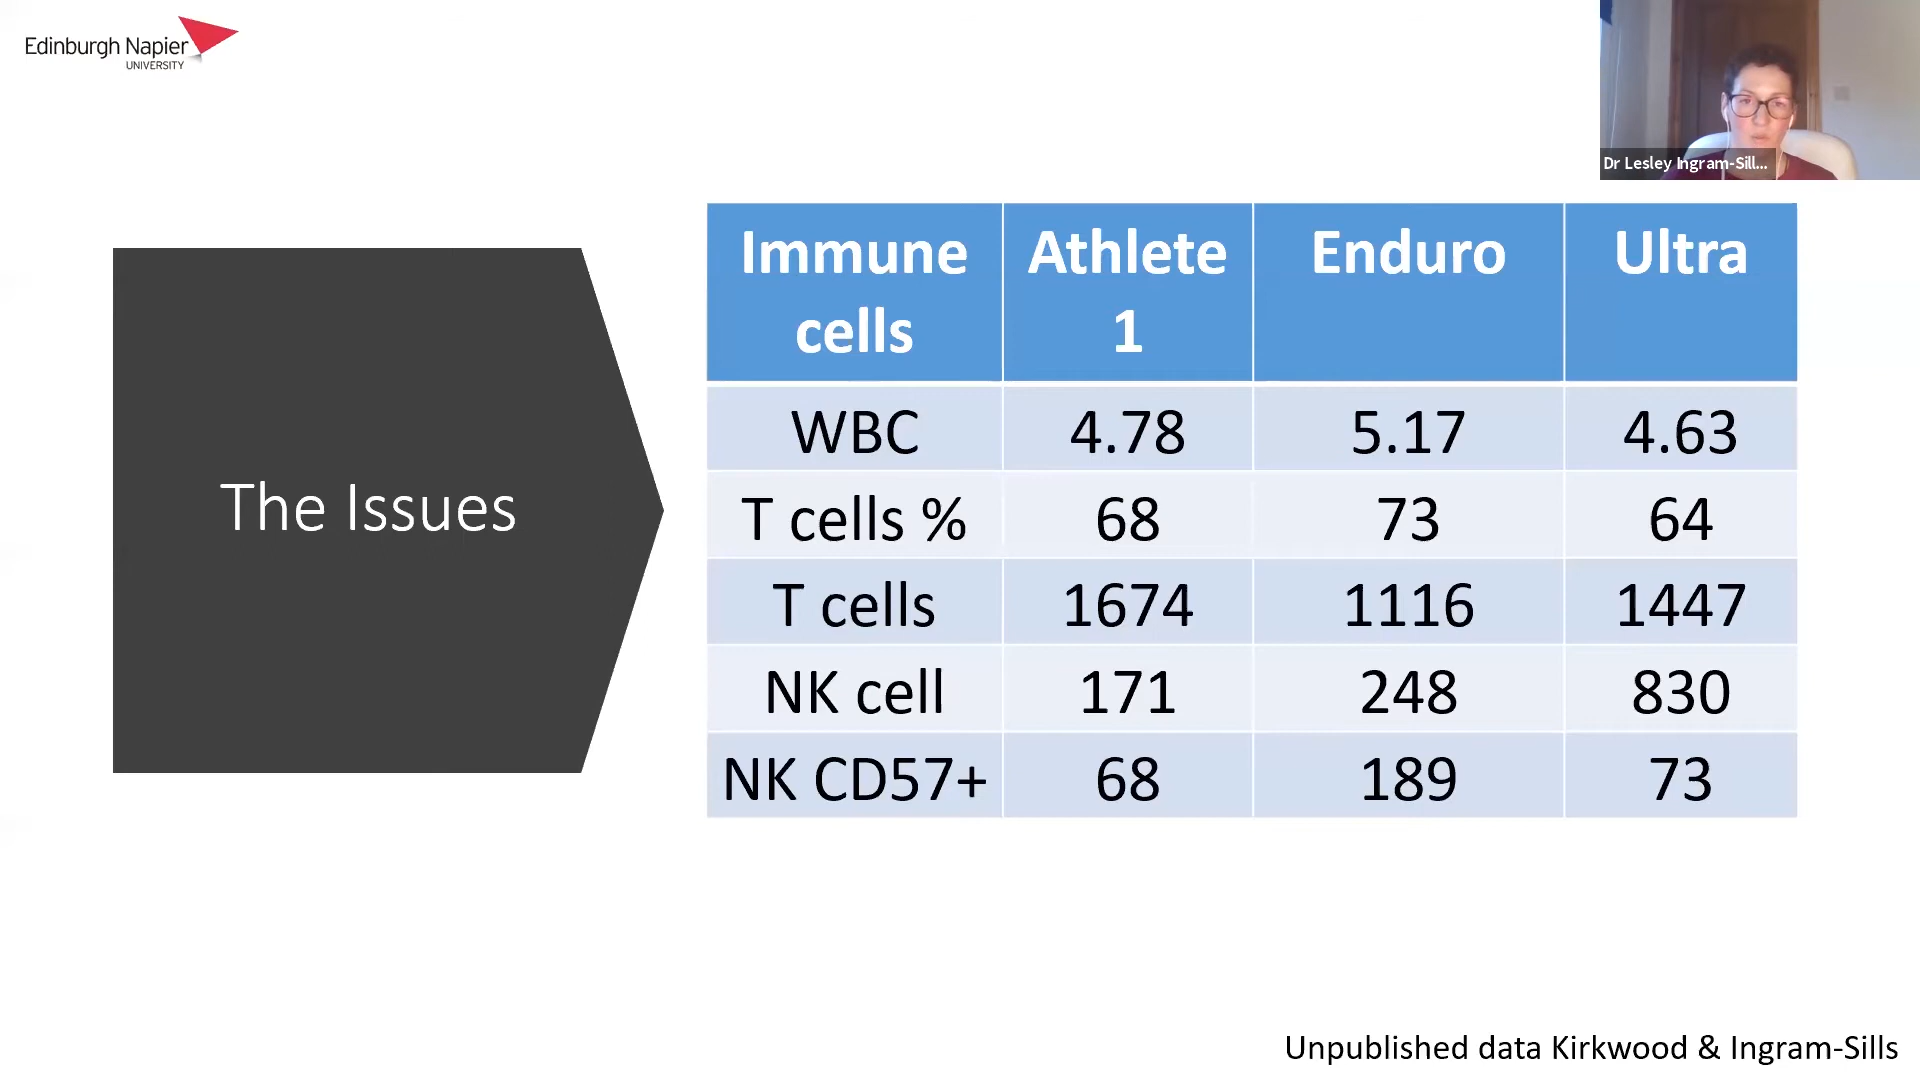 Edinburgh Napier
UNIVERSITY
Dr Lesley Ingram-Sill...
The Issues
Immune cells Athlete 1 Enduro Ultra
WBC 4.78 5.17 4.63
T cells % 68 73 64
T cells 1674 1116 1447
NK cell 171 248 830
NK CD57+ 68 189 73
Unpublished data Kirkwood & Ingram-Sills